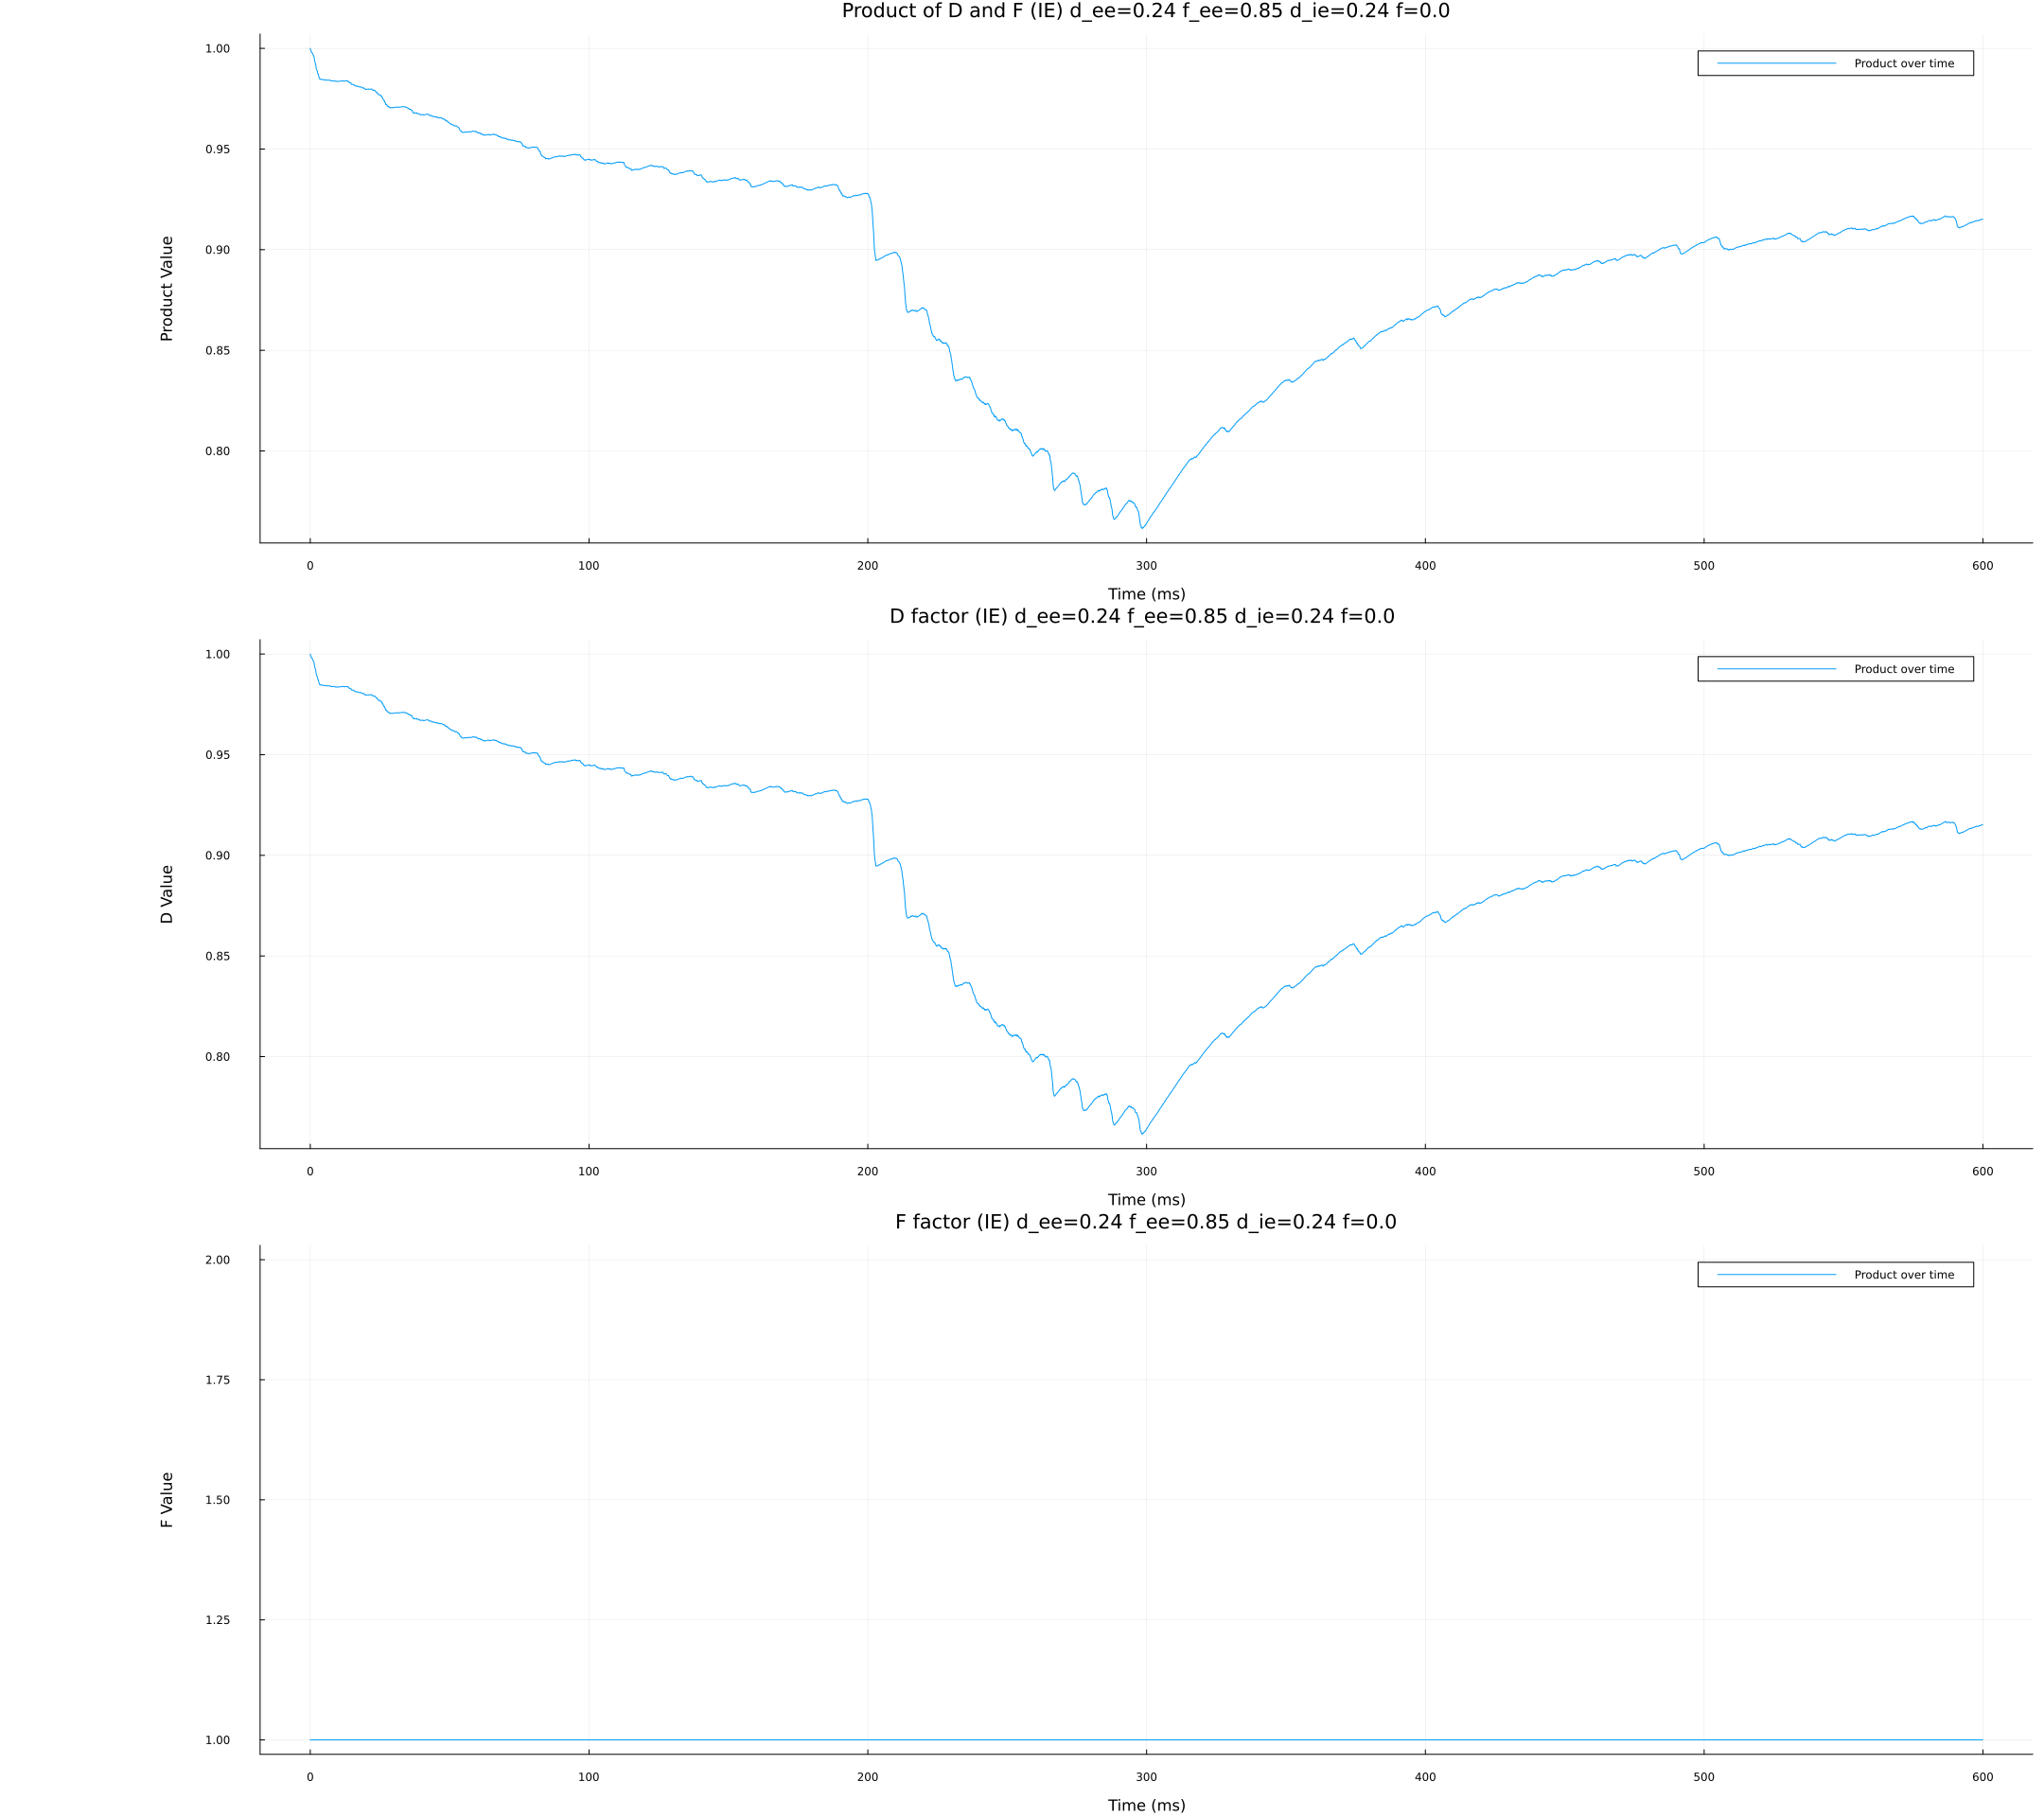 Product of D and F (IE) d_ee=0.24 f_ee=0.85 d_ie=0.24 f=0.0
Product over time
Product Value
1.00
0.95
0.90
0.85
0.80
0 100 200 300 400 500 600
Time (ms)
D factor (IE) d_ee=0.24 f_ee=0.85 d_ie=0.24 f=0.0
Product over time
D Value
1.00
0.95
0.90
0.85
0.80
0 100 200 300 400 500 600
Time (ms)
F factor (IE) d_ee=0.24 f_ee=0.85 d_ie=0.24 f=0.0
Product over time
F Value
2.00
1.75
1.50
1.25
1.00
0 100 200 300 400 500 600
Time (ms)